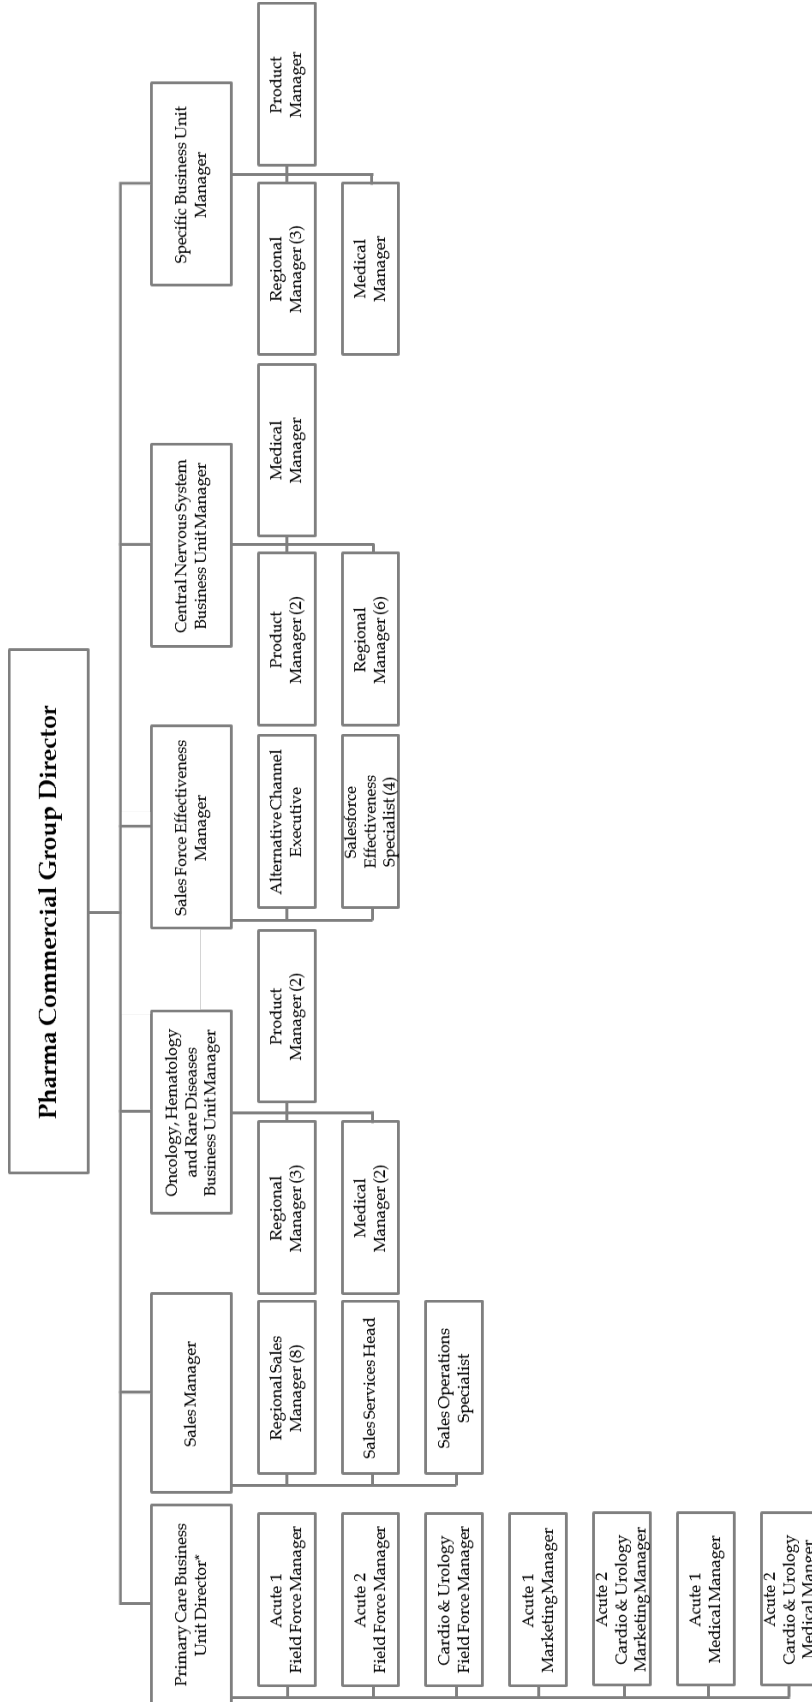 Pharma Commercial Group Director
Primary Care Business
Unit Director*
Acute 1
Field Force Manager
Acute 2
Field Force Manager
Cardio & Urology
Field Force Manager
Acute 1
Marketing Manager
Acute 2
Cardio & Urology
Marketing Manager
Acute 1
Medical Manager
Acute 2
Cardio & Urology
Medical Manger
Sales Manager
Regional Sales
Manager (8)
Sales Services Head
Sales Operations
Specialist
Oncology, Hematology
and Rare Diseases
Business Unit Manager
Regional
Manager (3)
Product
Manager (2)
Medical
Manager (2)
Sales Force Effectiveness
Manager
Alternative Channel
Executive
Salesforce
Effectiveness
Specialist (4)
Central Nervous System
Business Unit Manager
Product
Manager (2)
Medical
Manager
Regional
Manager (6)
Specific Business Unit
Manager
Regional
Manager (3)
Product
Manager
Medical
Manager